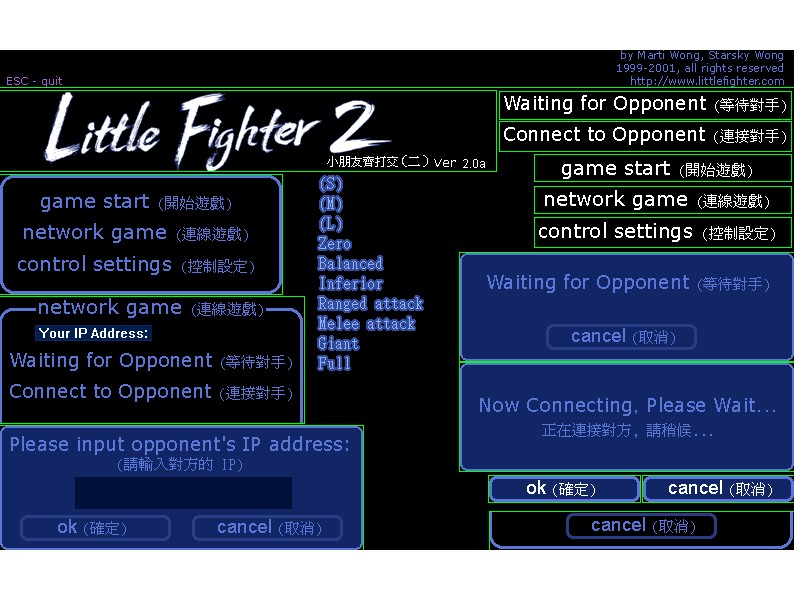 by Marti Wong, Starsky Wong
1999-2001, all rights reserved
http://www.littlefighter.com
ESC - quit
Little Fighter 2
小朋友齊打交(二) Ver 2.0a
Waiting for Opponent (等待對手)
Connect to Opponent (連接對手)
game start (開始遊戲)
network game (連線遊戲)
control settings (控制設定)
game start (開始遊戲)
network game (連線遊戲)
control settings (控制設定)
(S)
(M)
(L)
Zero
Balanced
Inferior
Ranged attack
Melee attack
Giant
Full
Waiting for Opponent (等待對手)
cancel (取消)
network game (連線遊戲)
Your IP Address:
Waiting for Opponent (等待對手)
Connect to Opponent (連接對手)
Now Connecting, Please Wait...
正在連接對方, 請稍候...
Please input opponent's IP address:
(請輸入對方的 IP)
ok (確定)
cancel (取消)
ok (確定)
cancel (取消)
cancel (取消)